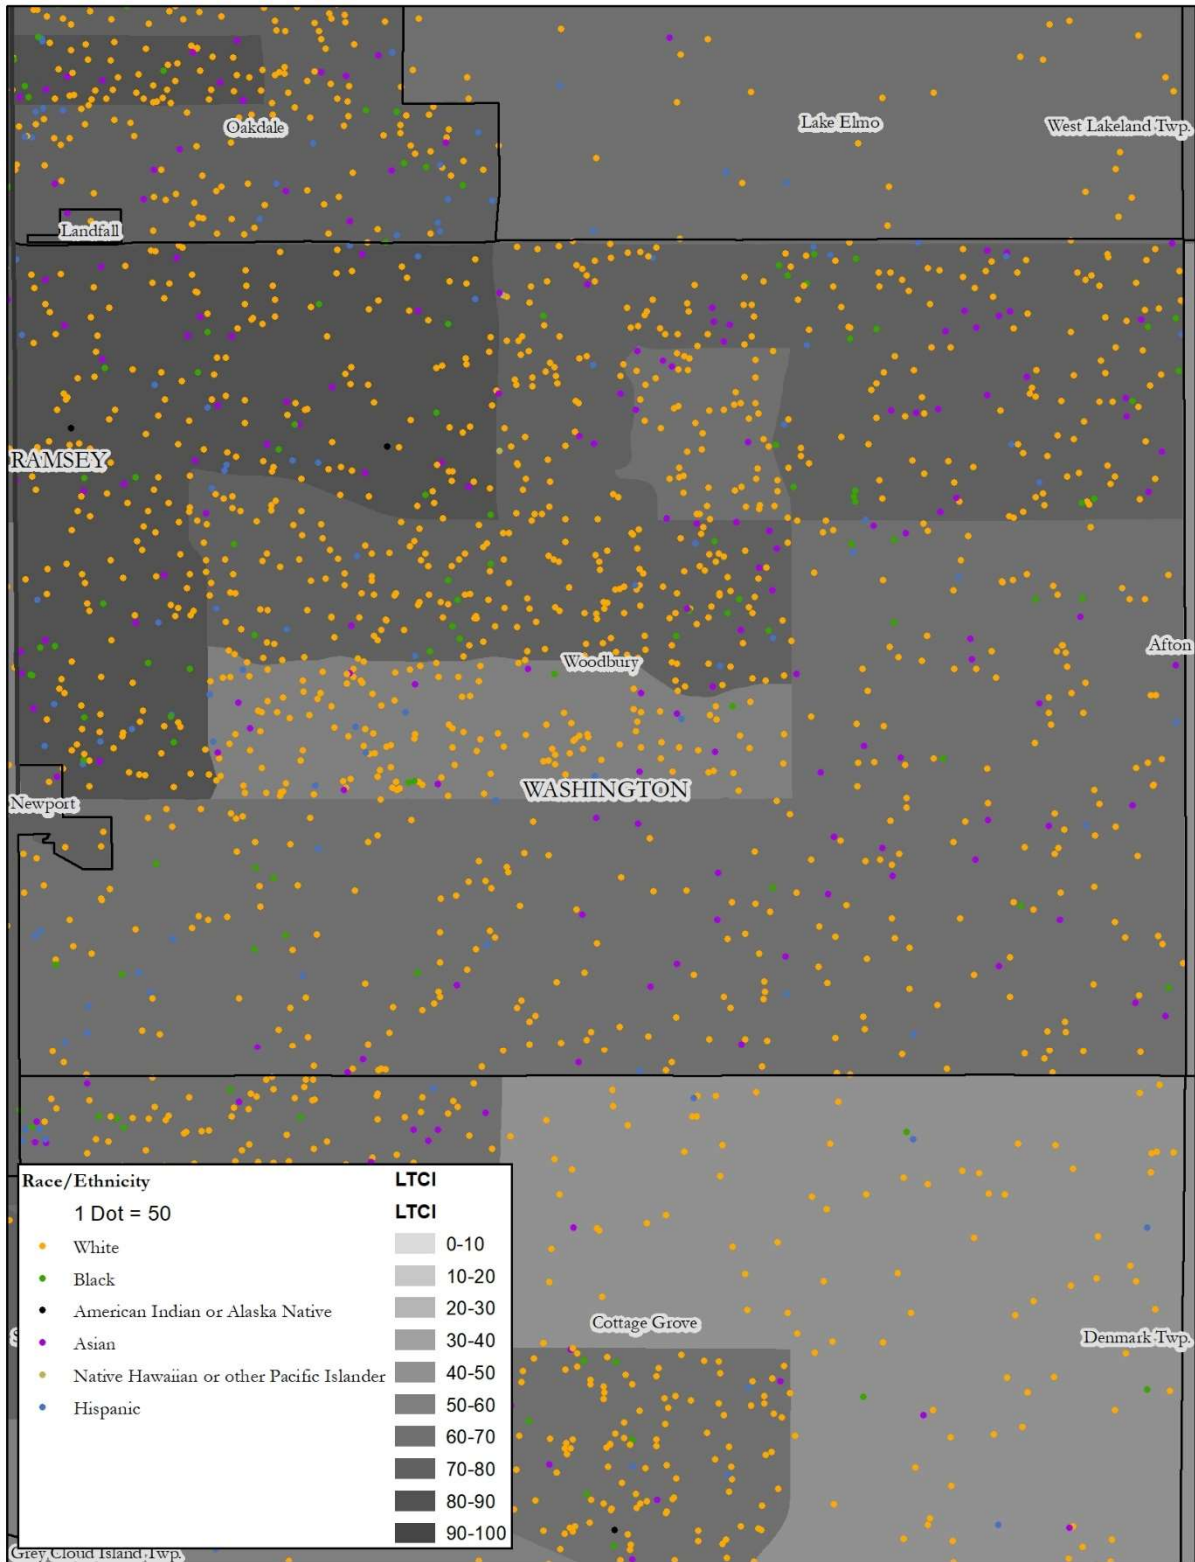 Oakdale
Lake Elmo
West Lakeland Twp.
Landfall
RAMSEY
Woodbury
Afton
WASHINGTON
Newport
Race/Ethnicity
1 Dot = 50
White
Black
American Indian or Alaska Native
Asian
Native Hawaiian or other Pacific Islander
Hispanic
LTCI
LTCI
0-10
10-20
20-30
30-40
40-50
50-60
60-70
70-80
80-90
90-100
Cottage Grove
Denmark Twp.
Grey Cloud Island Twp.